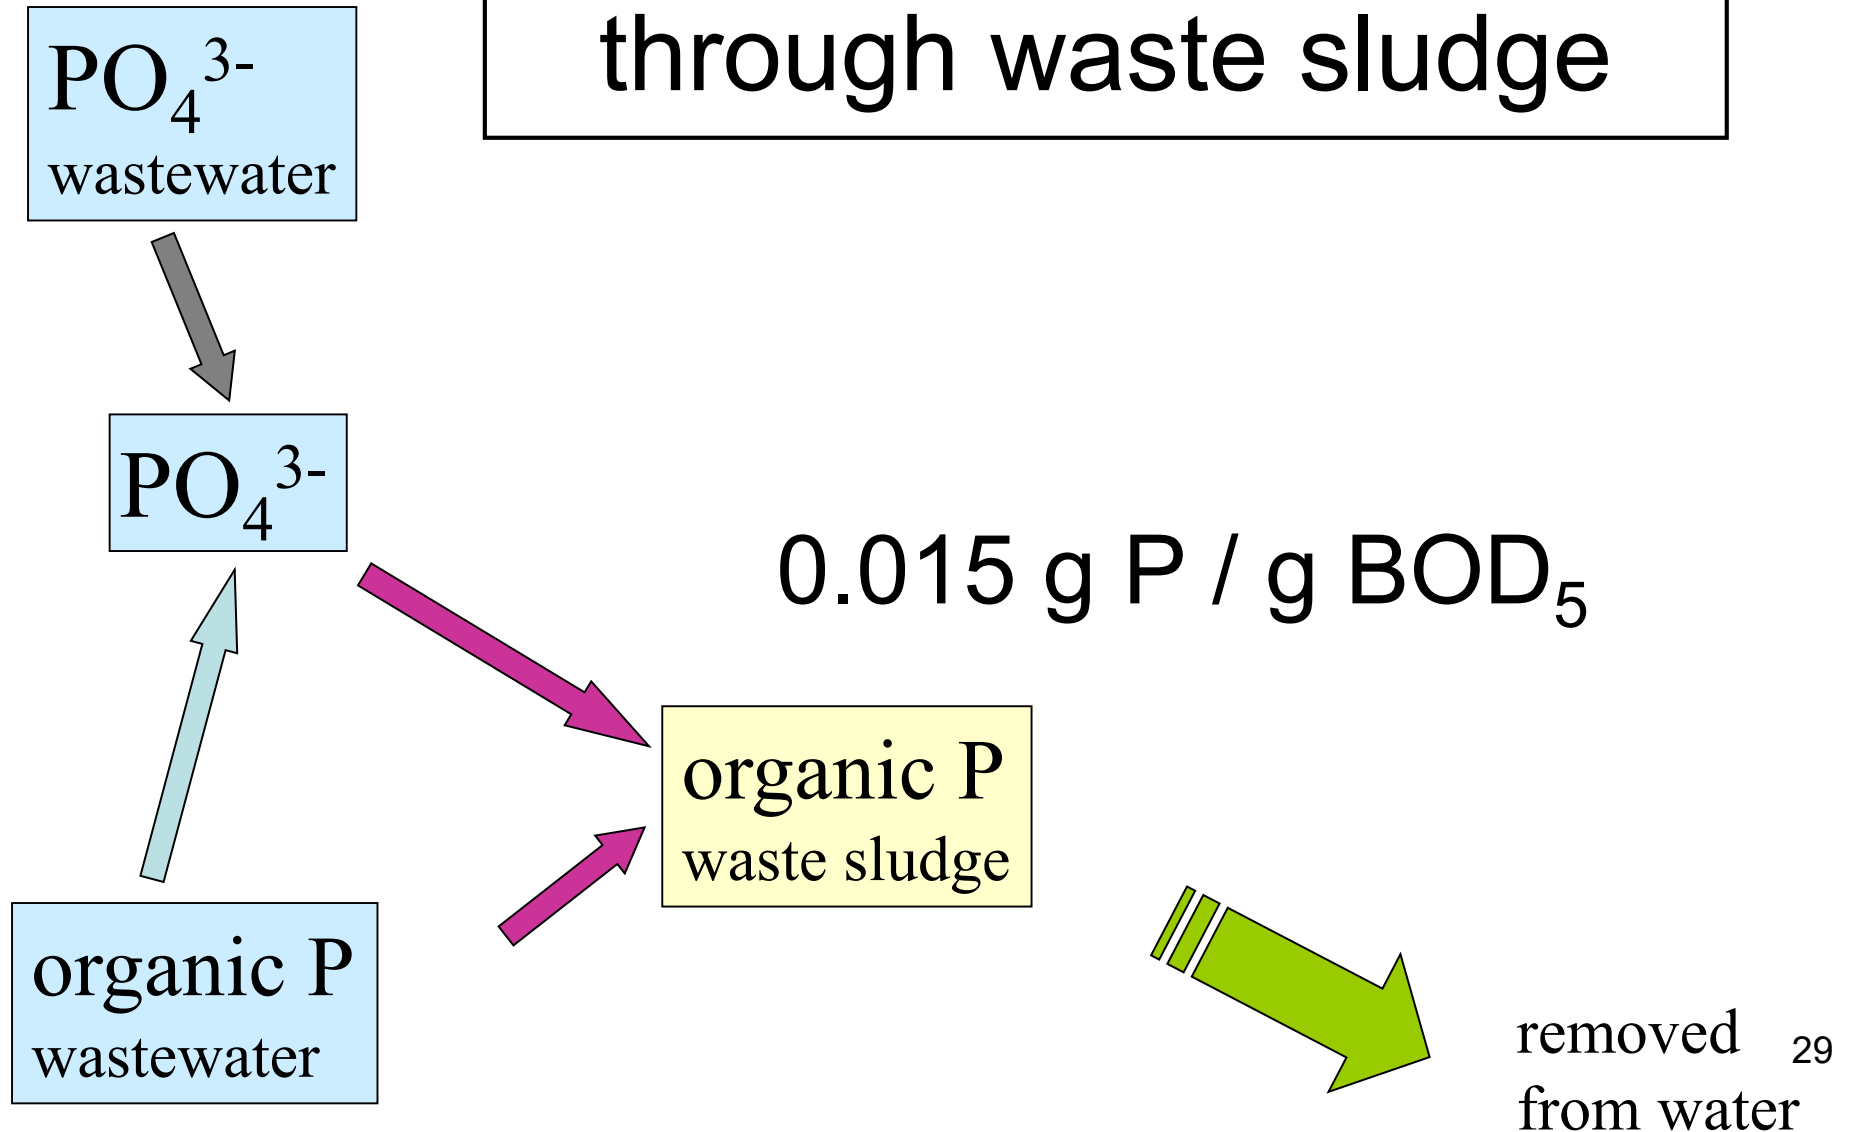 through waste sludge
PO₄³⁻
wastewater
PO₄³⁻
0.015 g P / g BOD₅
organic P
waste sludge
organic P
wastewater
removed
from water
29